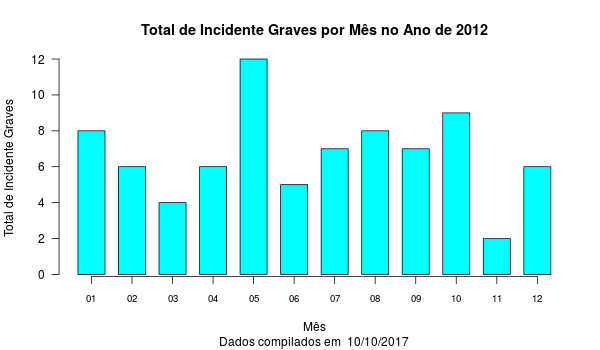 Total de Incidente Graves por Mês no Ano de 2012
Total de Incidente Graves
12
10
8
6
4
2
0
01 02 03 04 05 06 07 08 09 10 11 12
Mês
Dados compilados em  10/10/2017